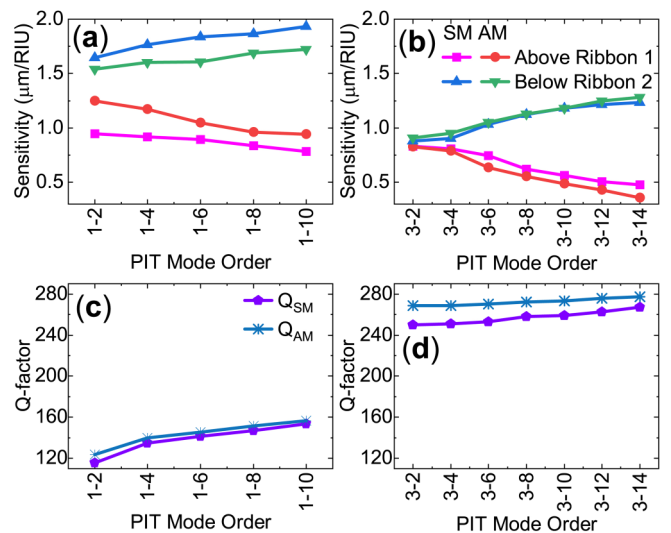 (a)
Sensitivity (μm/RIU)
2.0
1.5
1.0
0.5
1-2
1-4
1-6
1-8
1-10
PIT Mode Order
(b)
SM AM
Above Ribbon 1
Below Ribbon 2
Sensitivity (μm/RIU)
2.0
1.5
1.0
0.5
3-2
3-4
3-6
3-8
3-10
3-12
3-14
PIT Mode Order
(c)
QSM
QAM
Q-factor
280
240
200
160
120
1-2
1-4
1-6
1-8
1-10
PIT Mode Order
(d)
Q-factor
280
240
200
160
120
3-2
3-4
3-6
3-8
3-10
3-12
3-14
PIT Mode Order